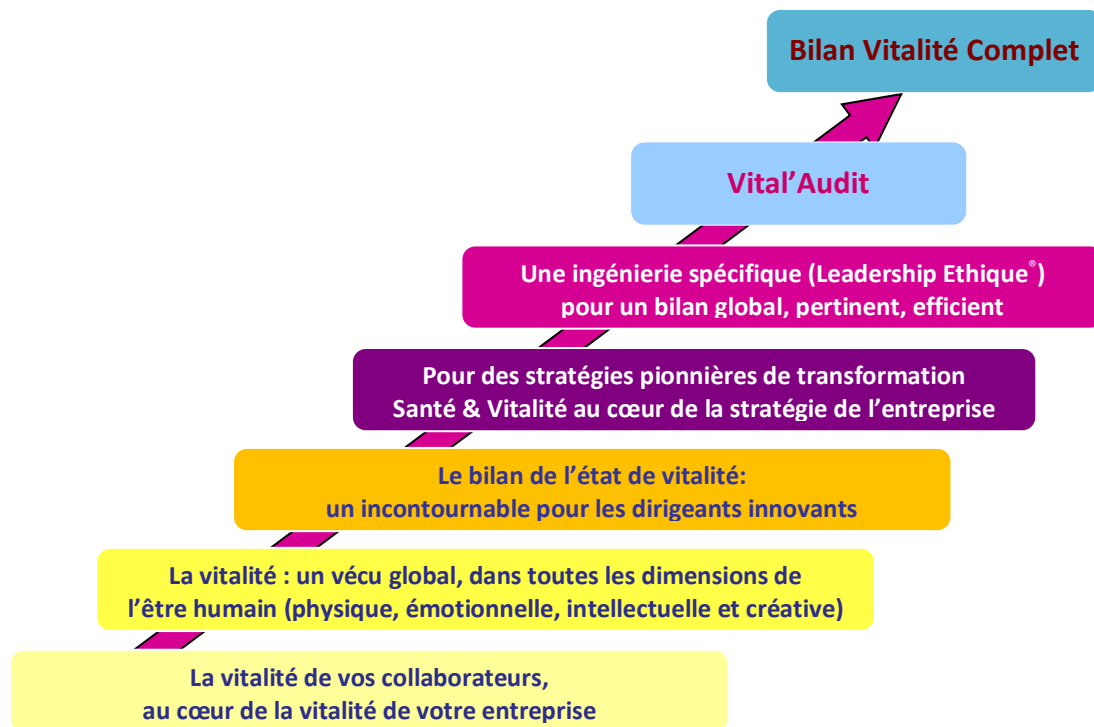 Bilan Vitalité Complet
Vital’Audit
Une ingénierie spécifique (Leadership Ethique®)
pour un bilan global, pertinent, efficient
Pour des stratégies pionnières de transformation
Santé & Vitalité au cœur de la stratégie de l’entreprise
Le bilan de l’état de vitalité:
un incontournable pour les dirigeants innovants
La vitalité : un vécu global, dans toutes les dimensions de
l’être humain (physique, émotionnelle, intellectuelle et créative)
La vitalité de vos collaborateurs,
au cœur de la vitalité de votre entreprise